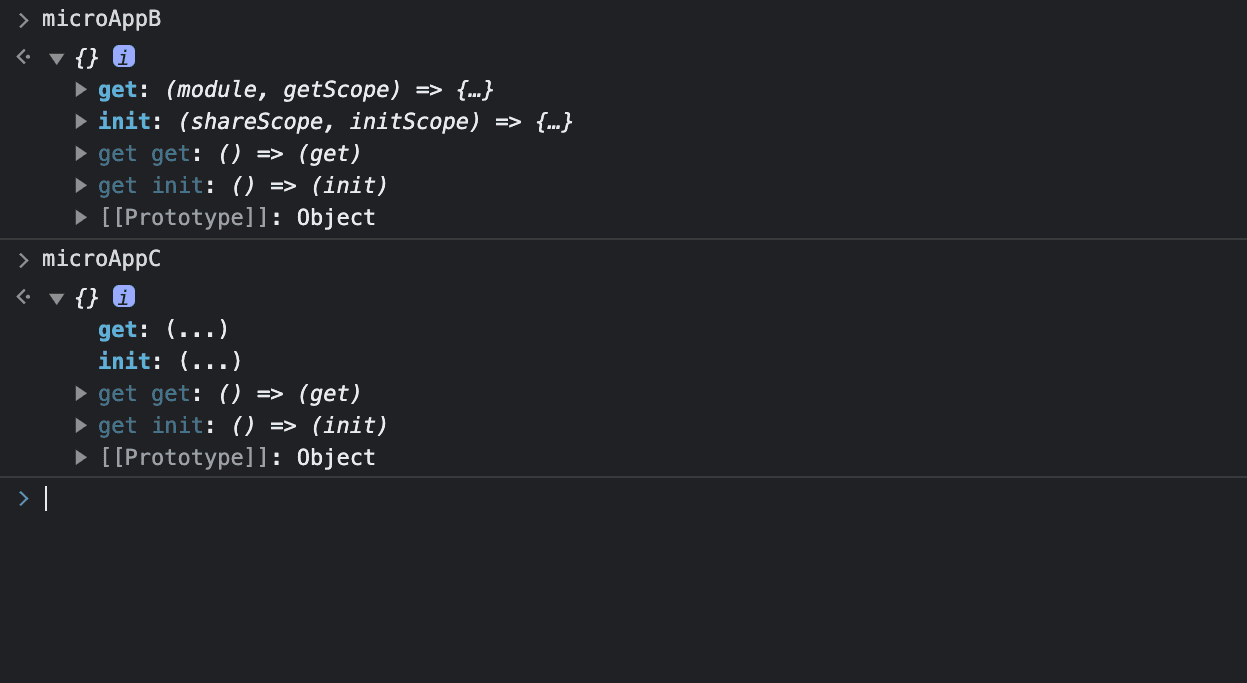 > microAppB
<· ▼ {} i
▶ get: (module, getScope) => {…}
▶ init: (shareScope, initScope) => {…}
▶ get get: () => (get)
▶ get init: () => (init)
▶ [[Prototype]]: Object
> microAppC
<· ▼ {} i
get: (...)
init: (...)
▶ get get: () => (get)
▶ get init: () => (init)
▶ [[Prototype]]: Object
>